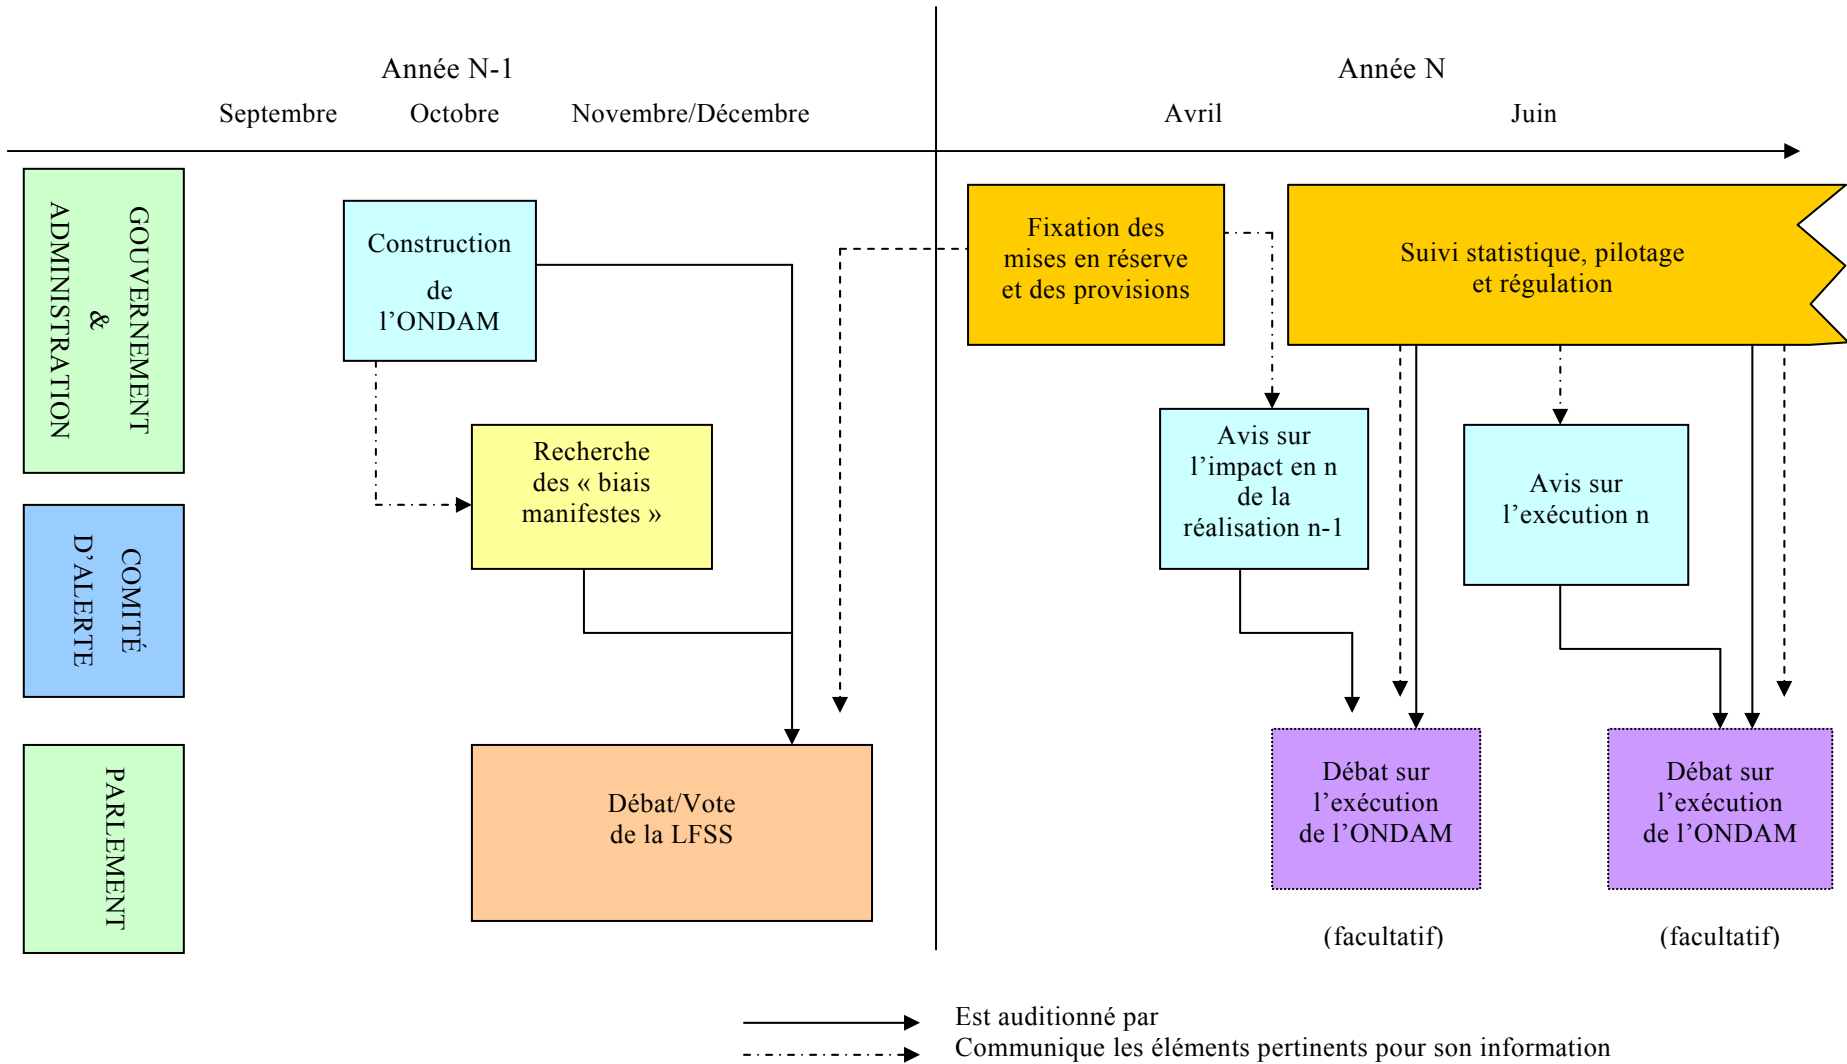 Année N-1
Année N
Septembre
Octobre
Novembre/Décembre
Avril
Juin
GOUVERNEMENT
&
ADMINISTRATION
Construction
de
l’ONDAM
Fixation des
mises en réserve
et des provisions
Suivi statistique, pilotage
et régulation
Recherche
des « biais
manifestes »
Avis sur
l’impact en n
de la
réalisation n-1
Avis sur
l’exécution n
COMITÉ
D’ALERTE
PARLEMENT
Débat/Vote
de la LFSS
Débat sur
l’exécution
de l’ONDAM
Débat sur
l’exécution
de l’ONDAM
(facultatif)
(facultatif)
Est auditionné par
Communique les éléments pertinents pour son information